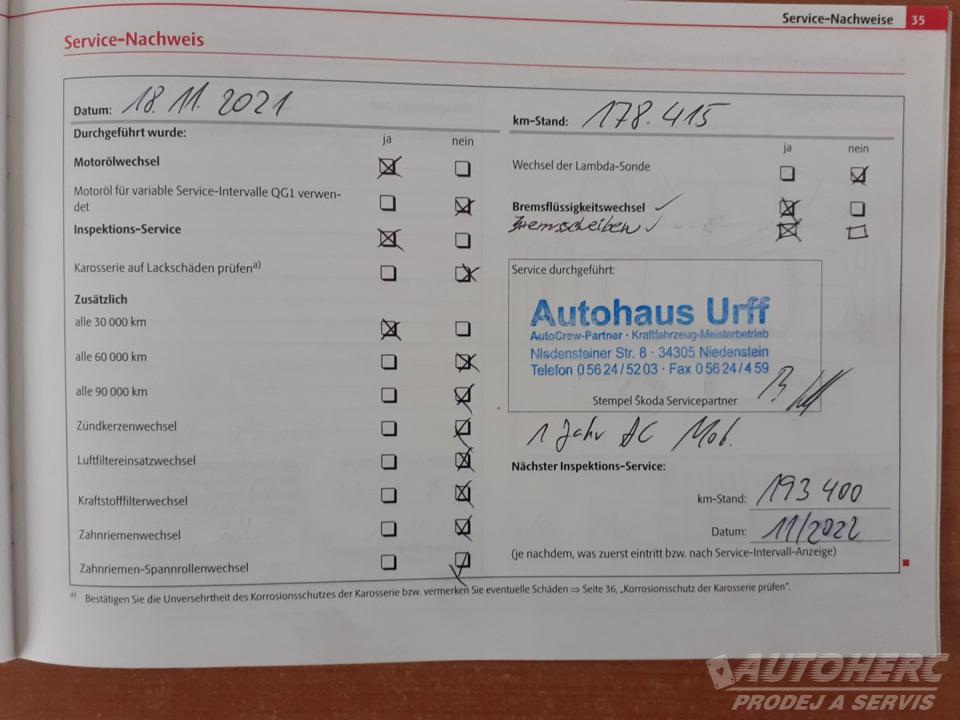 Service-Nachweise 35
Service-Nachweis
Datum: 18.11.2021
Durchgeführt wurde: ja nein
Motorölwechsel
Motoröl für variable Service-Intervalle QG1 verwen-
det
Inspektions-Service
Karosserie auf Lackschäden prüfen a)
Zusätzlich
alle 30 000 km
alle 60 000 km
alle 90 000 km
Zündkerzenwechsel
Luftfiltereinsatzwechsel
Kraftstofffilterwechsel
Zahnriemenwechsel
Zahnriemen-Spannrollenwechsel
km-Stand: 178.415
ja nein
Wechsel der Lambda-Sonde
Bremsflüssigkeitswechsel ✓
Bremsscheiben ✓
Service durchgeführt:
Autohaus Urff
AutoCrew-Partner · Kraftfahrzeug-Meisterbetrieb
Niedensteiner Str. 8 · 34305 Niedenstein
Telefon 0 56 24/52 03 · Fax 0 56 24/4 59
Stempel Škoda Servicepartner
1 Jahr AC Mob.
Nächster Inspektions-Service:
km-Stand: 193 400
Datum: 11/2022
(je nachdem, was zuerst eintritt bzw. nach Service-Intervall-Anzeige)
a) Bestätigen Sie die Unversehrtheit des Korrosionsschutzes der Karosserie bzw. vermerken Sie eventuelle Schäden ⇒ Seite 36, „Korrosionsschutz der Karosserie prüfen“.
AUTOHERC
PRODEJ A SERVIS